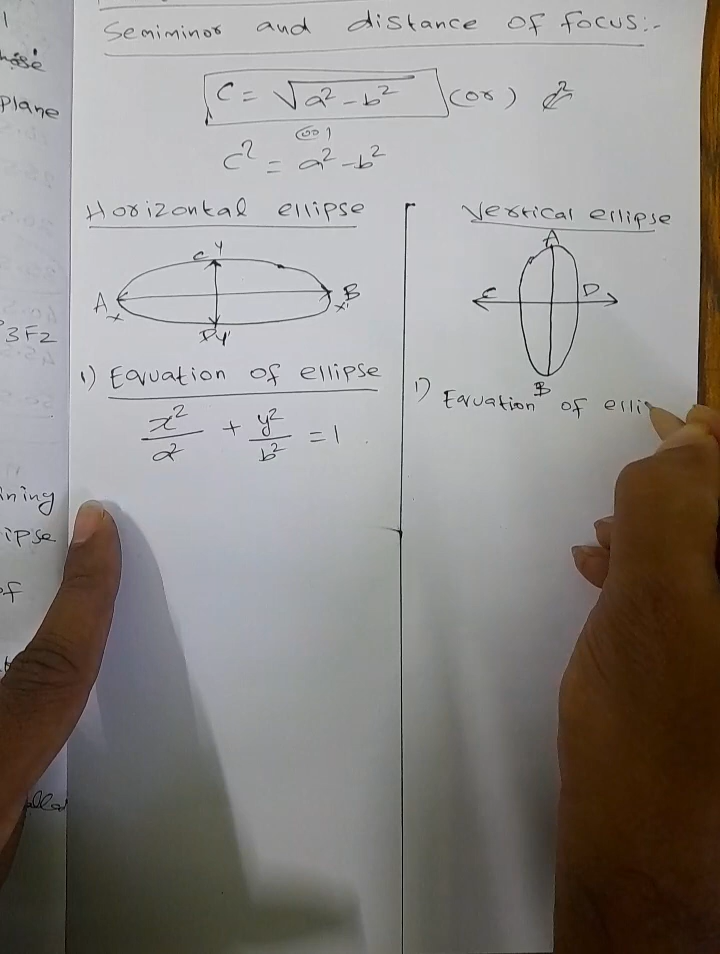 Semiminor and distance of focus:-
C = √a² - b² (or)
(or)
c² = a² - b²
Horizontal ellipse
C Y
A B
x x'
D Y'
1) Equation of ellipse
x²/a² + y²/b² = 1
Vertical ellipse
A
C D
B
1) Equation of elli
Plane
3F2
ining
ipse
of